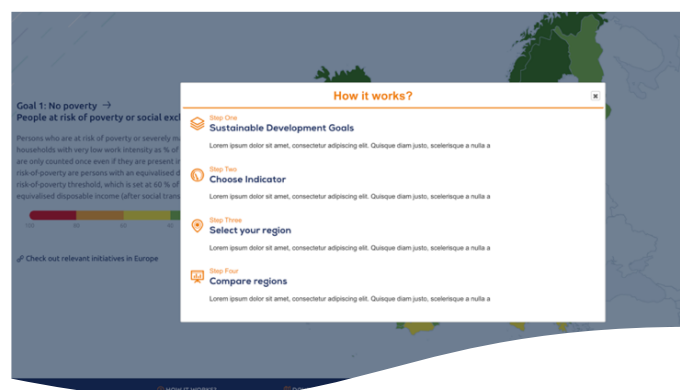 How it works?
Step One
Sustainable Development Goals
Lorem ipsum dolor sit amet, consectetur adipiscing elit. Quisque diam justo, scelerisque a nulla a
Step Two
Choose Indicator
Lorem ipsum dolor sit amet, consectetur adipiscing elit. Quisque diam justo, scelerisque a nulla a
Step Three
Select your region
Lorem ipsum dolor sit amet, consectetur adipiscing elit. Quisque diam justo, scelerisque a nulla a
Step Four
Compare regions
Lorem ipsum dolor sit amet, consectetur adipiscing elit. Quisque diam justo, scelerisque a nulla a
Goal 1: No poverty →
People at risk of poverty or social
Persons who are at risk of poverty or severely
households with very low work intensity as % of
are only counted once even if they are present
risk-of-poverty are persons with an equivalised
risk-of-poverty threshold, which is set at 60 % of
equivalised disposable income (after social
100
Check out relevant initiatives in Europe
HOW IT WORKS?